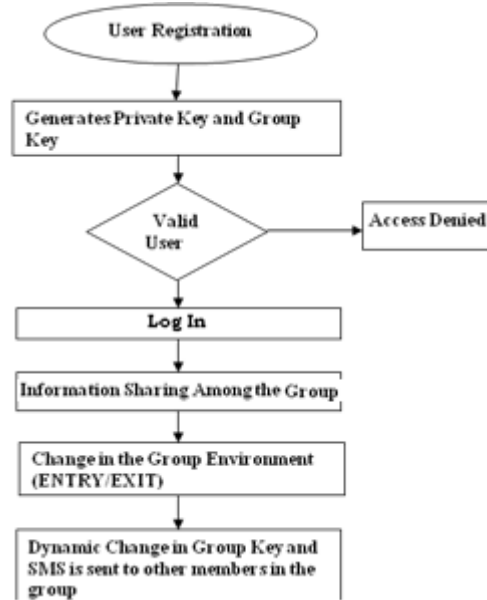 User Registration
Generates Private Key and Group
Key
Valid
User
Access Denied
Log In
Information Sharing Among the Group
Change in the Group Environment
(ENTRY/EXIT)
Dynamic Change in Group Key and
SMS is sent to other members in the
group